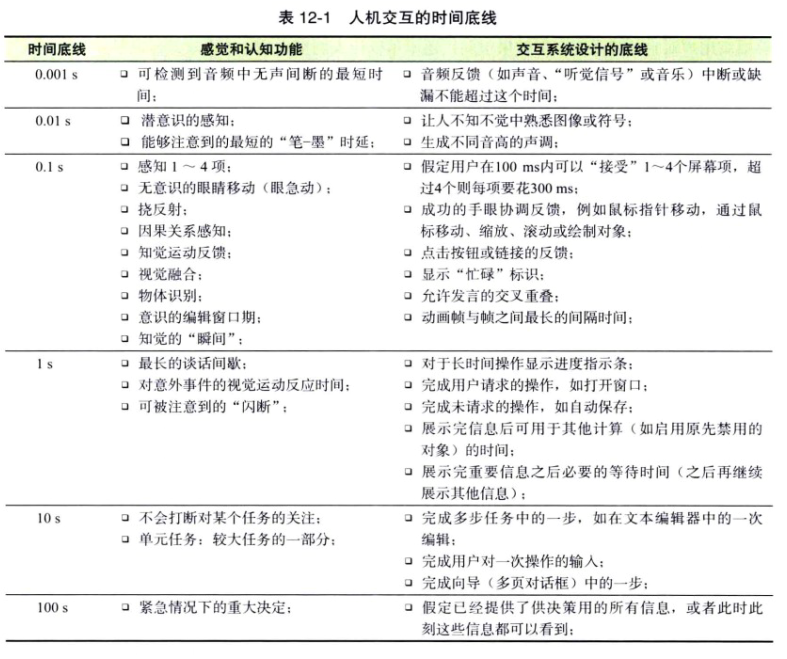 表 12-1 人机交互的时间底线
时间底线 感觉和认知功能 交互系统设计的底线
0.001 s
❑ 可检测到音频中无声间断的最短时
间；
❑ 音频反馈（如声音、“听觉信号”或音乐）中断或缺
漏不能超过这个时间；
0.01 s
❑ 潜意识的感知；
❑ 能够注意到的最短的“笔–墨”时延；
❑ 让人不知不觉中熟悉图像或符号；
❑ 生成不同音高的声调；
0.1 s
❑ 感知1～4项；
❑ 无意识的眼睛移动（眼急动）；
❑ 挠反射；
❑ 因果关系感知；
❑ 知觉运动反馈；
❑ 视觉融合；
❑ 物体识别；
❑ 意识的编辑窗口期；
❑ 知觉的“瞬间”；
❑ 假定用户在100 ms内可以“接受”1～4个屏幕项，超
过4个则每项要花300 ms；
❑ 成功的手眼协调反馈，例如鼠标指针移动，通过鼠
标移动、缩放、滚动或绘制对象；
❑ 点击按钮或链接的反馈；
❑ 显示“忙碌”标识；
❑ 允许发言的交叉重叠；
❑ 动画帧与帧之间最长的间隔时间；
1 s
❑ 最长的谈话间歇；
❑ 对意外事件的视觉运动反应时间；
❑ 可被注意到的“闪断”；
❑ 对于长时间操作显示进度指示条；
❑ 完成用户请求的操作，如打开窗口；
❑ 完成未请求的操作，如自动保存；
❑ 展示完信息后可用于其他计算（如启用原先禁用的
对象）的时间；
❑ 展示完重要信息之后必要的等待时间（之后再继续
展示其他信息）；
10 s
❑ 不会打断对某个任务的关注；
❑ 单元任务：较大任务的一部分；
❑ 完成多步任务中的一步，如在文本编辑器中的一次
编辑；
❑ 完成用户对一次操作的输入；
❑ 完成向导（多页对话框）中的一步；
100 s
❑ 紧急情况下的重大决定；
❑ 假定已经提供了供决策用的所有信息，或者此时此
刻这些信息都可以看到；